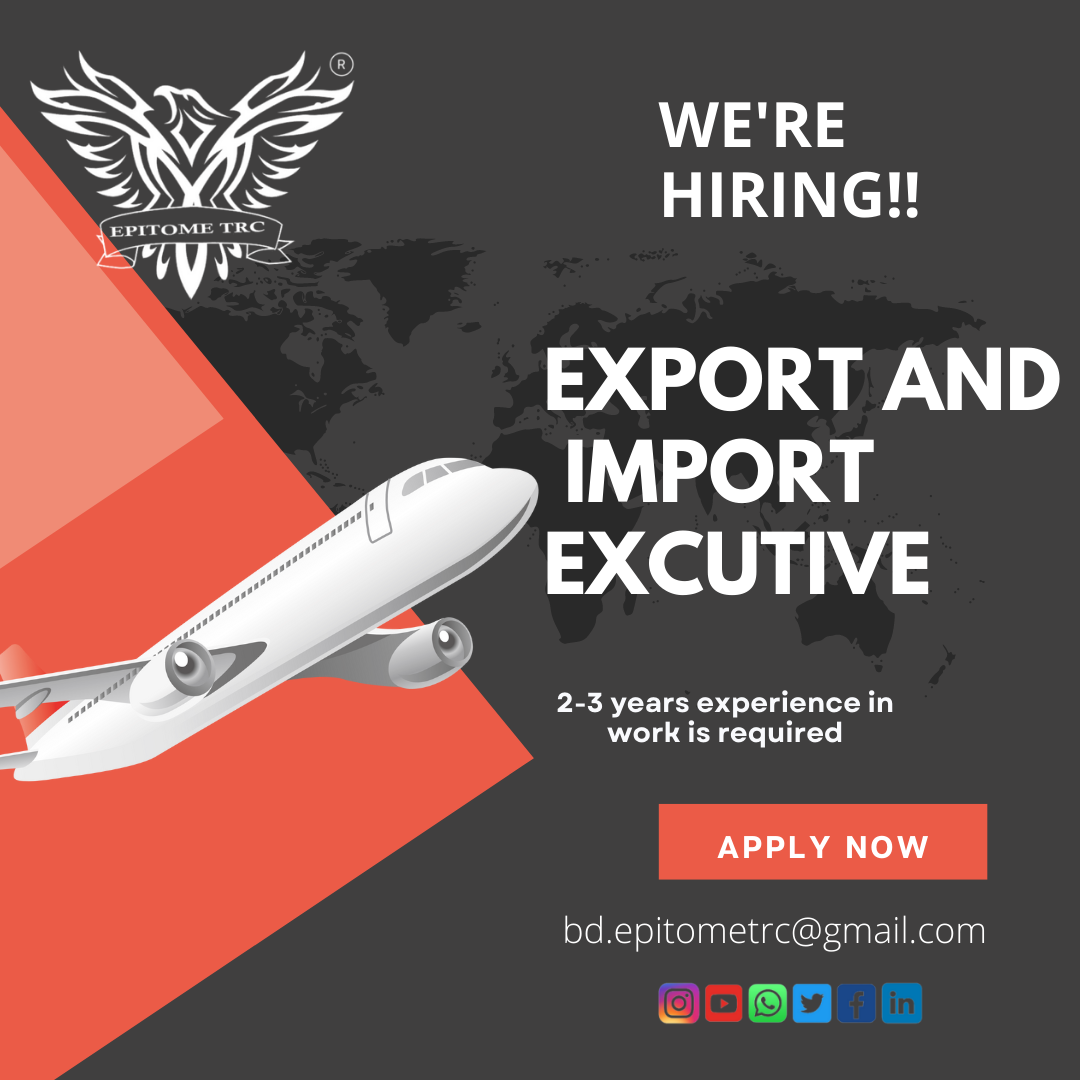 ®
EPITOME TRC
WE'RE
HIRING!!
EXPORT AND
IMPORT
EXCUTIVE
2-3 years experience in
work is required
APPLY NOW
bd.epitometrc@gmail.com